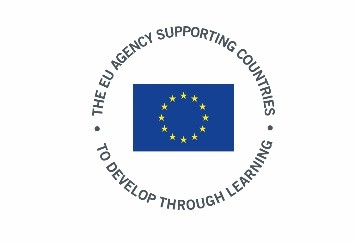 THE EU AGENCY SUPPORTING COUNTRIES
TO DEVELOP THROUGH LEARNING